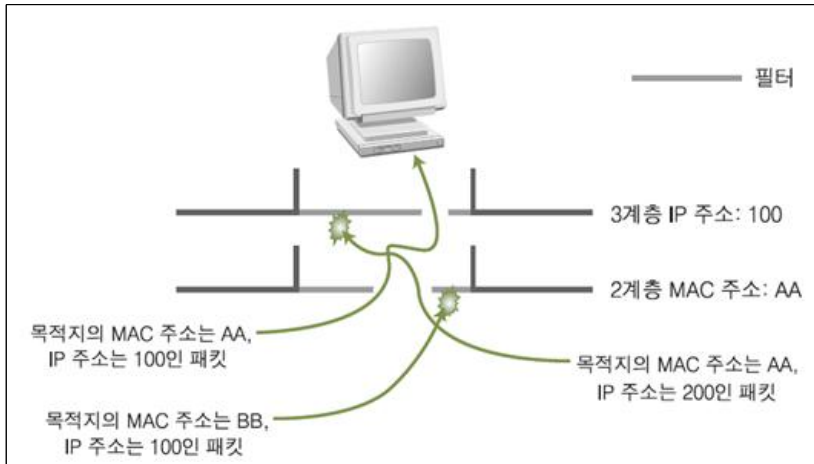 필터
3계층 IP 주소: 100
2계층 MAC 주소: AA
목적지의 MAC 주소는 AA,
IP 주소는 100인 패킷
목적지의 MAC 주소는 AA,
IP 주소는 200인 패킷
목적지의 MAC 주소는 BB,
IP 주소는 100인 패킷